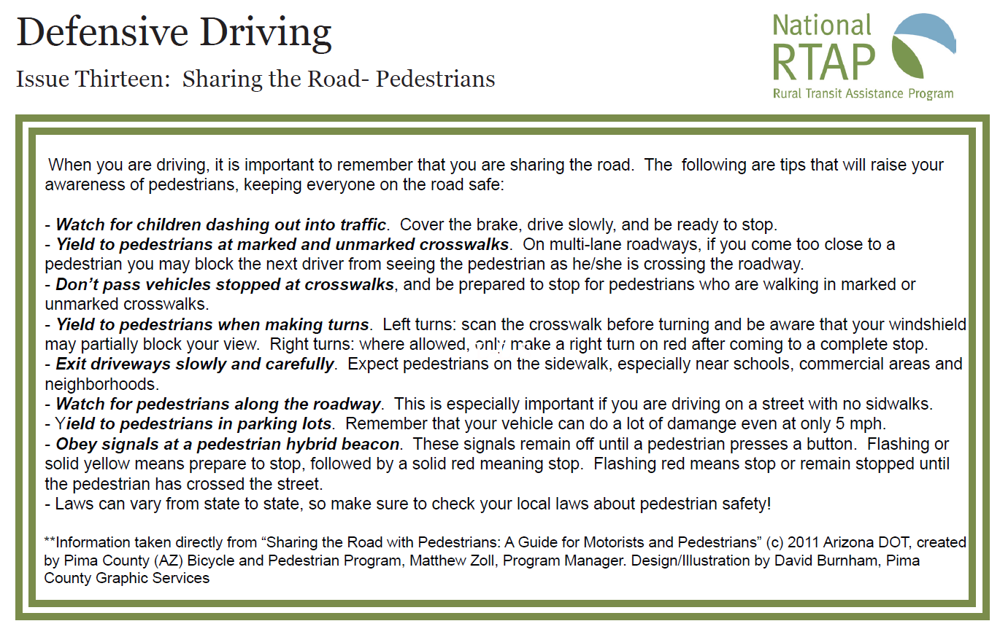 Defensive Driving
Issue Thirteen:  Sharing the Road- Pedestrians
National
RTAP
Rural Transit Assistance Program
When you are driving, it is important to remember that you are sharing the road.  The  following are tips that will raise your
awareness of pedestrians, keeping everyone on the road safe:
- Watch for children dashing out into traffic.  Cover the brake, drive slowly, and be ready to stop.
- Yield to pedestrians at marked and unmarked crosswalks.  On multi-lane roadways, if you come too close to a
pedestrian you may block the next driver from seeing the pedestrian as he/she is crossing the roadway.
- Don’t pass vehicles stopped at crosswalks, and be prepared to stop for pedestrians who are walking in marked or
unmarked crosswalks.
- Yield to pedestrians when making turns.  Left turns: scan the crosswalk before turning and be aware that your windshield
may partially block your view.  Right turns: where allowed, only make a right turn on red after coming to a complete stop.
- Exit driveways slowly and carefully.  Expect pedestrians on the sidewalk, especially near schools, commercial areas and
neighborhoods.
- Watch for pedestrians along the roadway.  This is especially important if you are driving on a street with no sidwalks.
- Yield to pedestrians in parking lots.  Remember that your vehicle can do a lot of damange even at only 5 mph.
- Obey signals at a pedestrian hybrid beacon.  These signals remain off until a pedestrian presses a button.  Flashing or
solid yellow means prepare to stop, followed by a solid red meaning stop.  Flashing red means stop or remain stopped until
the pedestrian has crossed the street.
- Laws can vary from state to state, so make sure to check your local laws about pedestrian safety!
**Information taken directly from “Sharing the Road with Pedestrians: A Guide for Motorists and Pedestrians” (c) 2011 Arizona DOT, created
by Pima County (AZ) Bicycle and Pedestrian Program, Matthew Zoll, Program Manager. Design/Illustration by David Burnham, Pima
County Graphic Services